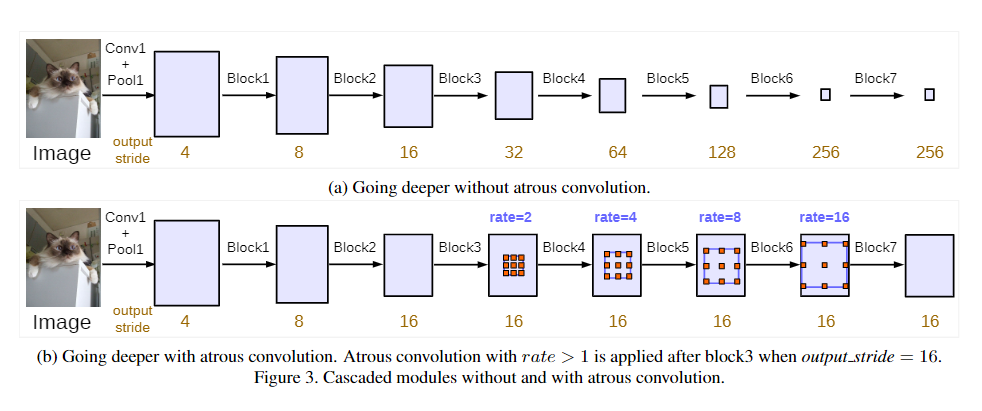 Conv1
+
Pool1
Block1 Block2 Block3 Block4 Block5 Block6 Block7
Image output stride 4 8 16 32 64 128 256 256
(a) Going deeper without atrous convolution.
rate=2 rate=4 rate=8 rate=16
Conv1
+
Pool1
Block1 Block2 Block3 Block4 Block5 Block6 Block7
Image output stride 4 8 16 16 16 16 16 16
(b) Going deeper with atrous convolution. Atrous convolution with rate > 1 is applied after block3 when output_stride = 16.
Figure 3. Cascaded modules without and with atrous convolution.